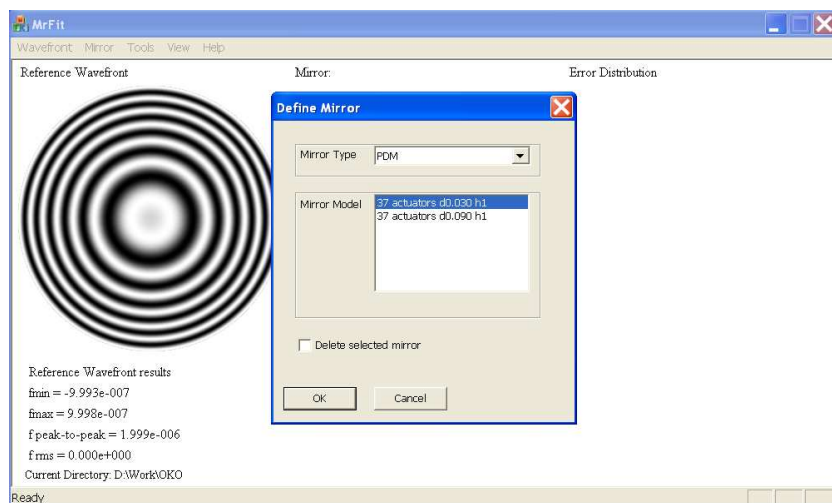 MrFit
Wavefront Mirror Tools View Help
Reference Wavefront
Mirror:
Error Distribution
Define Mirror
Mirror Type PDM
Mirror Model
37 actuators d0.030 h1
37 actuators d0.090 h1
Delete selected mirror
OK Cancel
Reference Wavefront results
fmin = -9.993e-007
fmax = 9.998e-007
f peak-to-peak = 1.999e-006
f rms = 0.000e+000
Current Directory: D:\Work\OKO
Ready